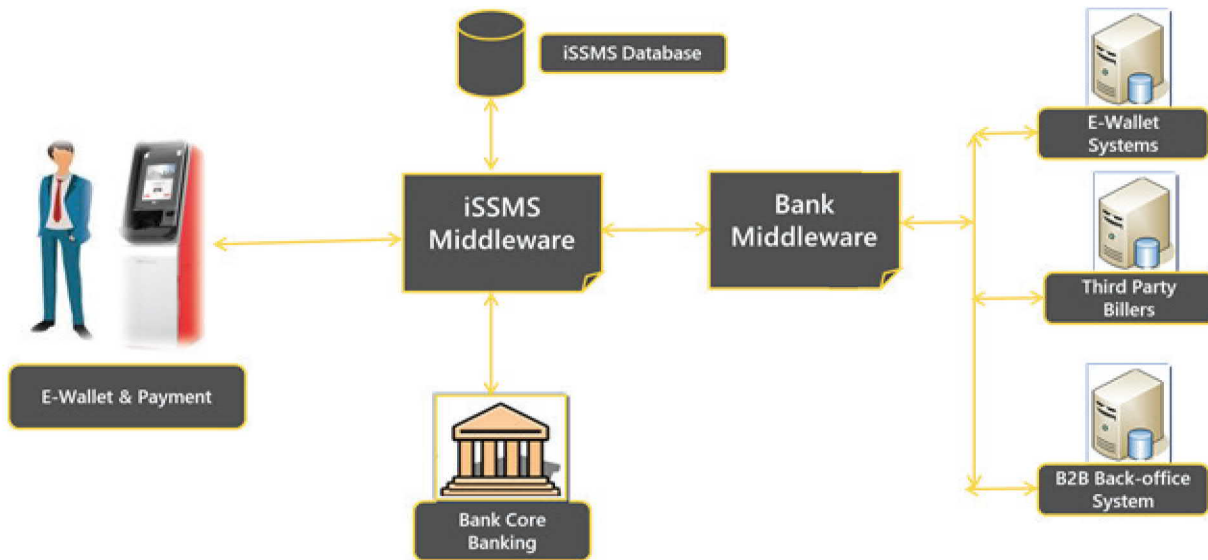 iSSMS Database
E-Wallet
Systems
iSSMS
Middleware
Bank
Middleware
Third Party
Billers
E-Wallet & Payment
Bank Core
Banking
B2B Back-office
System